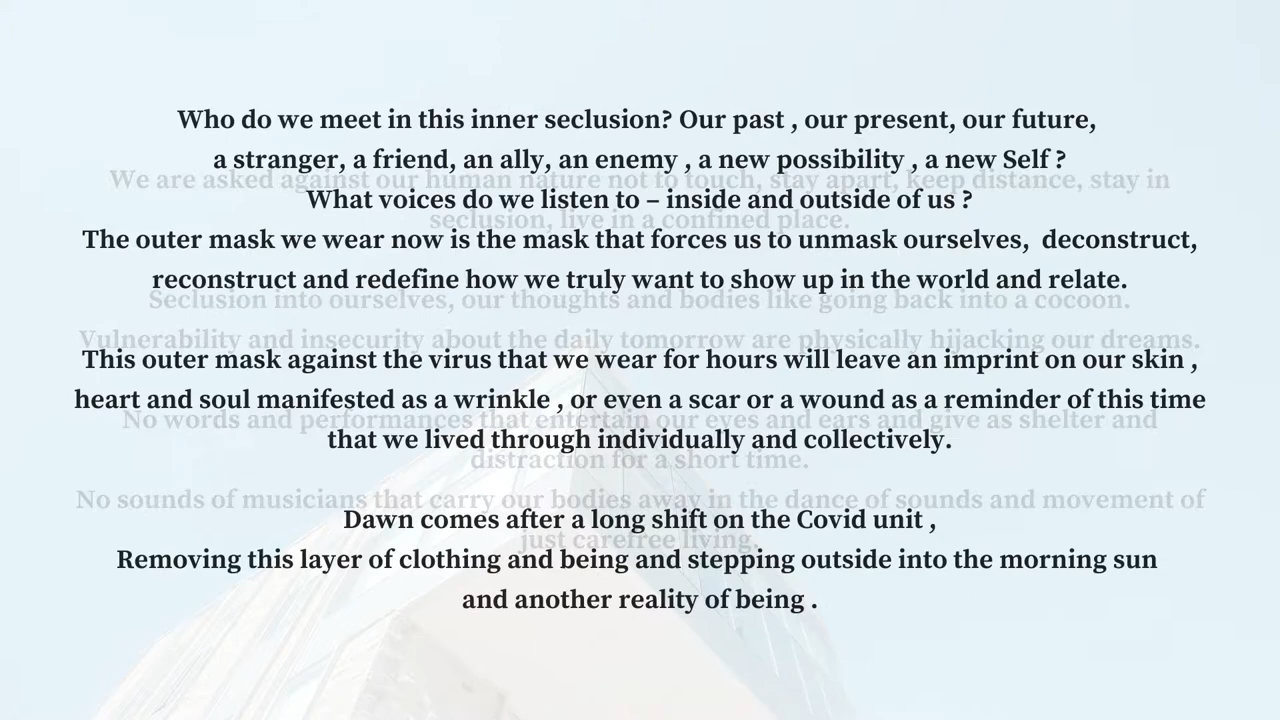 Who do we meet in this inner seclusion? Our past , our present, our future,
a stranger, a friend, an ally, an enemy , a new possibility , a new Self ?
We are asked against our human nature not to touch, stay apart, keep distance, stay in
What voices do we listen to – inside and outside of us ?
seclusion, live in a confined place.
The outer mask we wear now is the mask that forces us to unmask ourselves,  deconstruct,
reconstruct and redefine how we truly want to show up in the world and relate.
Seclusion into ourselves, our thoughts and bodies like going back into a cocoon.
Vulnerability and insecurity about the daily tomorrow are physically hijacking our dreams.
This outer mask against the virus that we wear for hours will leave an imprint on our skin ,
heart and soul manifested as a wrinkle , or even a scar or a wound as a reminder of this time
No words and performances that entertain our eyes and ears and give as shelter and
that we lived through individually and collectively.
distraction for a short time.
No sounds of musicians that carry our bodies away in the dance of sounds and movement of
Dawn comes after a long shift on the Covid unit ,
just carefree living.
Removing this layer of clothing and being and stepping outside into the morning sun
and another reality of being .